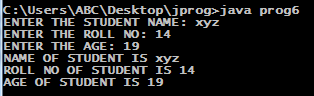 C:\Users\ABC\Desktop\jprog>java prog6
ENTER THE STUDENT NAME: xyz
ENTER THE ROLL NO: 14
ENTER THE AGE: 19
NAME OF STUDENT IS xyz
ROLL NO OF STUDENT IS 14
AGE OF STUDENT IS 19